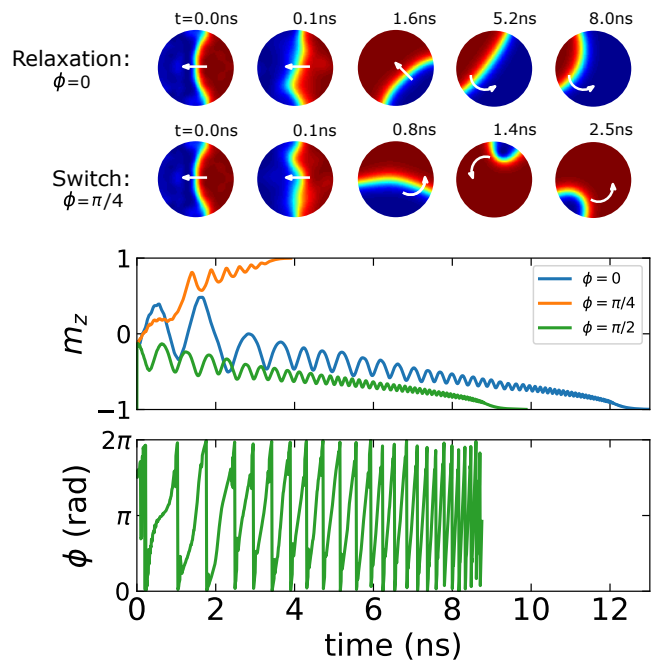 t=0.0ns 0.1ns 1.6ns 5.2ns 8.0ns
Relaxation:
ϕ=0
t=0.0ns 0.1ns 0.8ns 1.4ns 2.5ns
Switch:
ϕ=π/4
1
0
−1
m_z
ϕ = 0
ϕ = π/4
ϕ = π/2
2π
π
0
ϕ (rad)
0 2 4 6 8 10 12
time (ns)